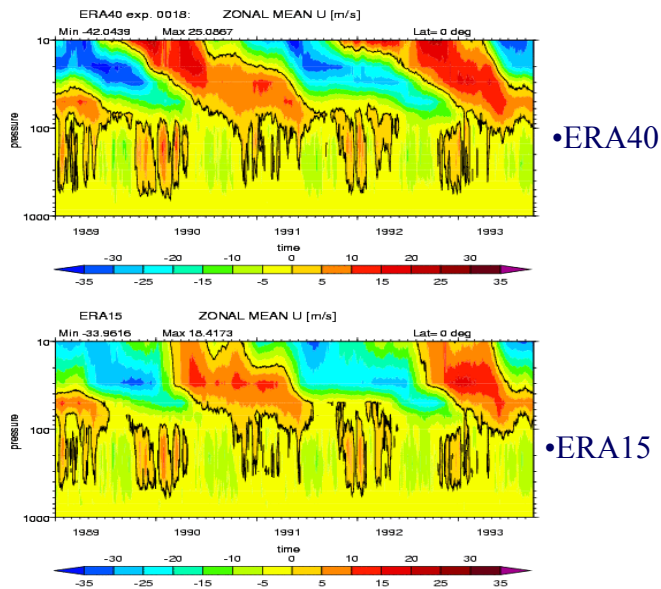 ERA40 exp. 0018: ZONAL MEAN U [m/s]
Min -42.0439 Max 25.0867 Lat= 0 deg
10
100
1000
pressure
1989 1990 1991 1992 1993
time
-30 -20 -10 0 10 20 30
-35 -25 -15 -5 5 15 25 35
•ERA40
ERA15 ZONAL MEAN U [m/s]
Min -33.9616 Max 18.4173 Lat= 0 deg
10
100
1000
pressure
1989 1990 1991 1992 1993
time
-30 -20 -10 0 10 20 30
-35 -25 -15 -5 5 15 25 35
•ERA15